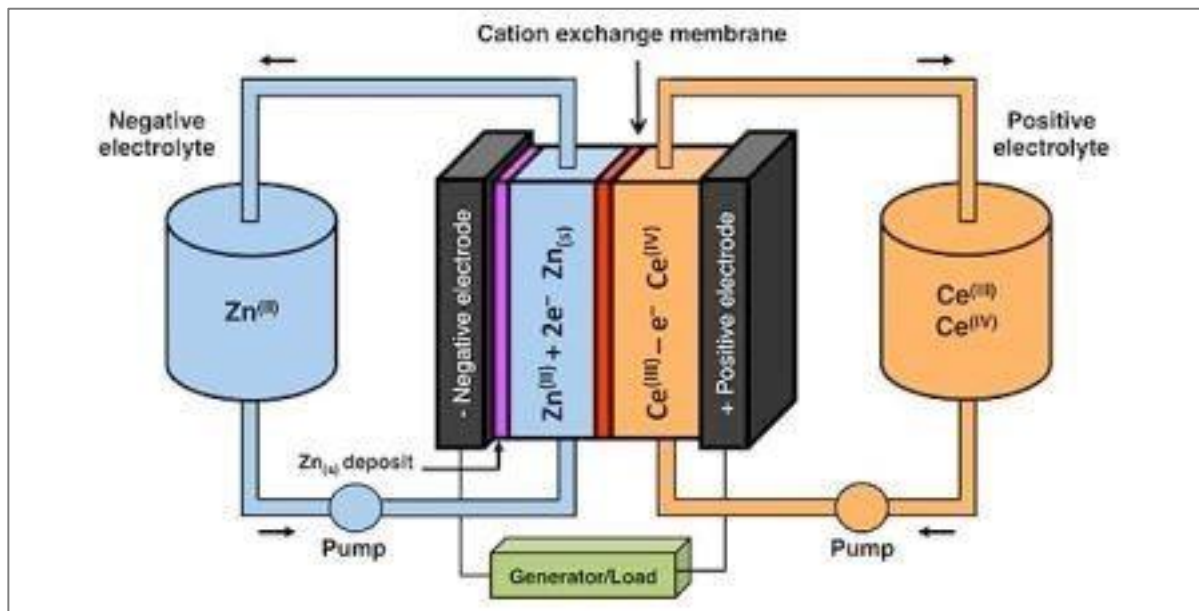 Cation exchange membrane
Negative
electrolyte
Positive
electrolyte
Zn(II)
- Negative electrode
Zn(II) + 2e− Zn(s)
Ce(III) − e− Ce(IV)
+ Positive electrode
Ce(III)
Ce(IV)
Zn(s) deposit
Pump
Pump
Generator/Load